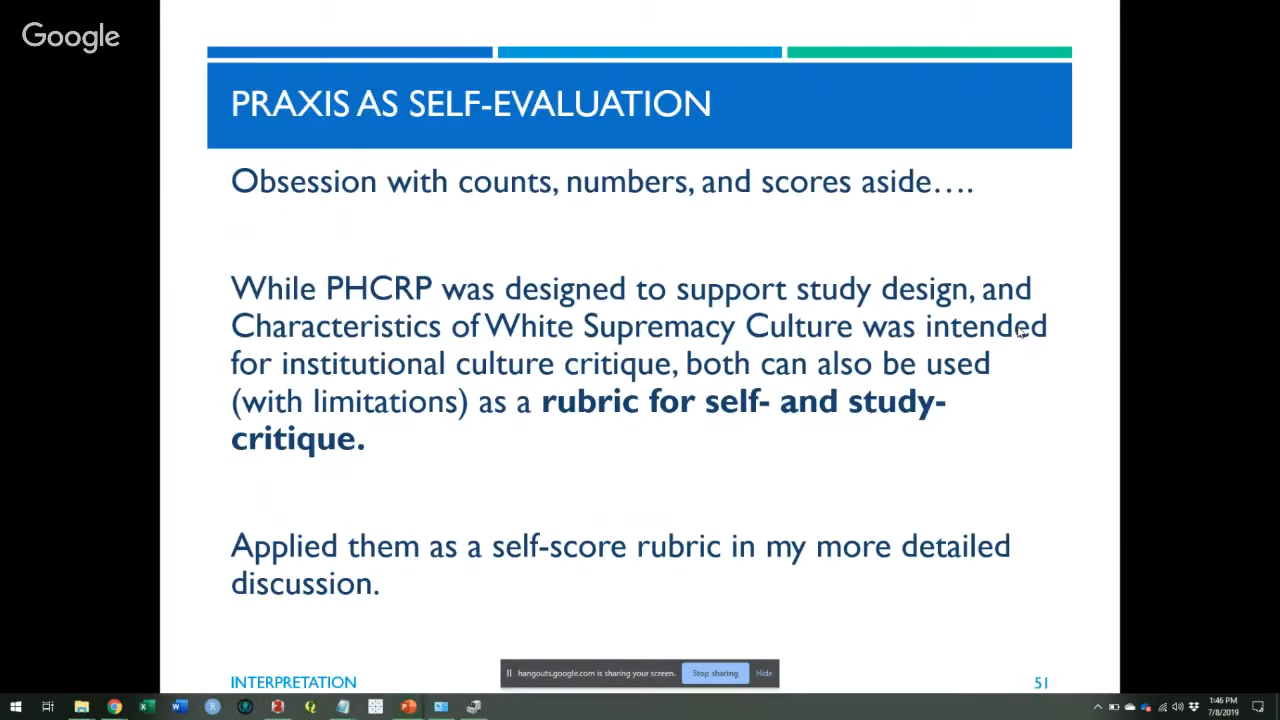 Google
PRAXIS AS SELF-EVALUATION
Obsession with counts, numbers, and scores aside….
While PHCRP was designed to support study design, and
Characteristics of White Supremacy Culture was intended
for institutional culture critique, both can also be used
(with limitations) as a rubric for self- and study-
critique.
Applied them as a self-score rubric in my more detailed
discussion.
hangouts.google.com is sharing your screen. Stop sharing Hide
INTERPRETATION 51
1:46 PM
7/8/2019